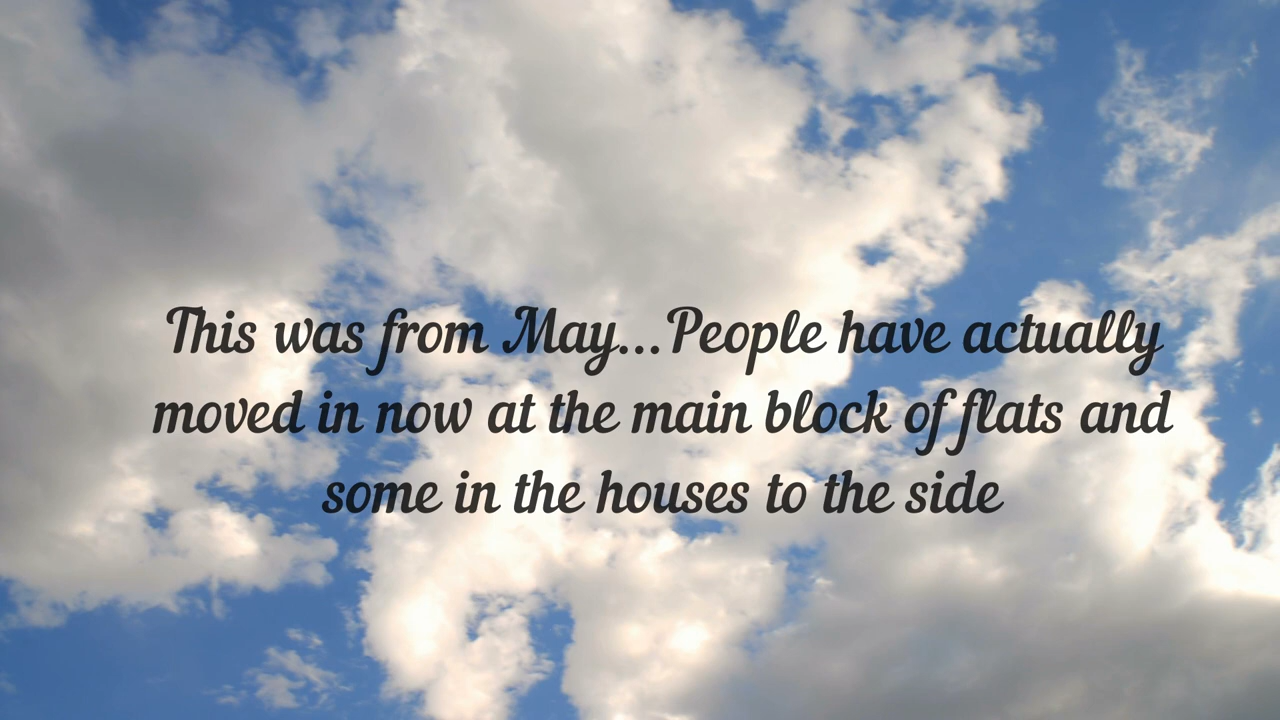 This was from May...People have actually
moved in now at the main block of flats and
some in the houses to the side